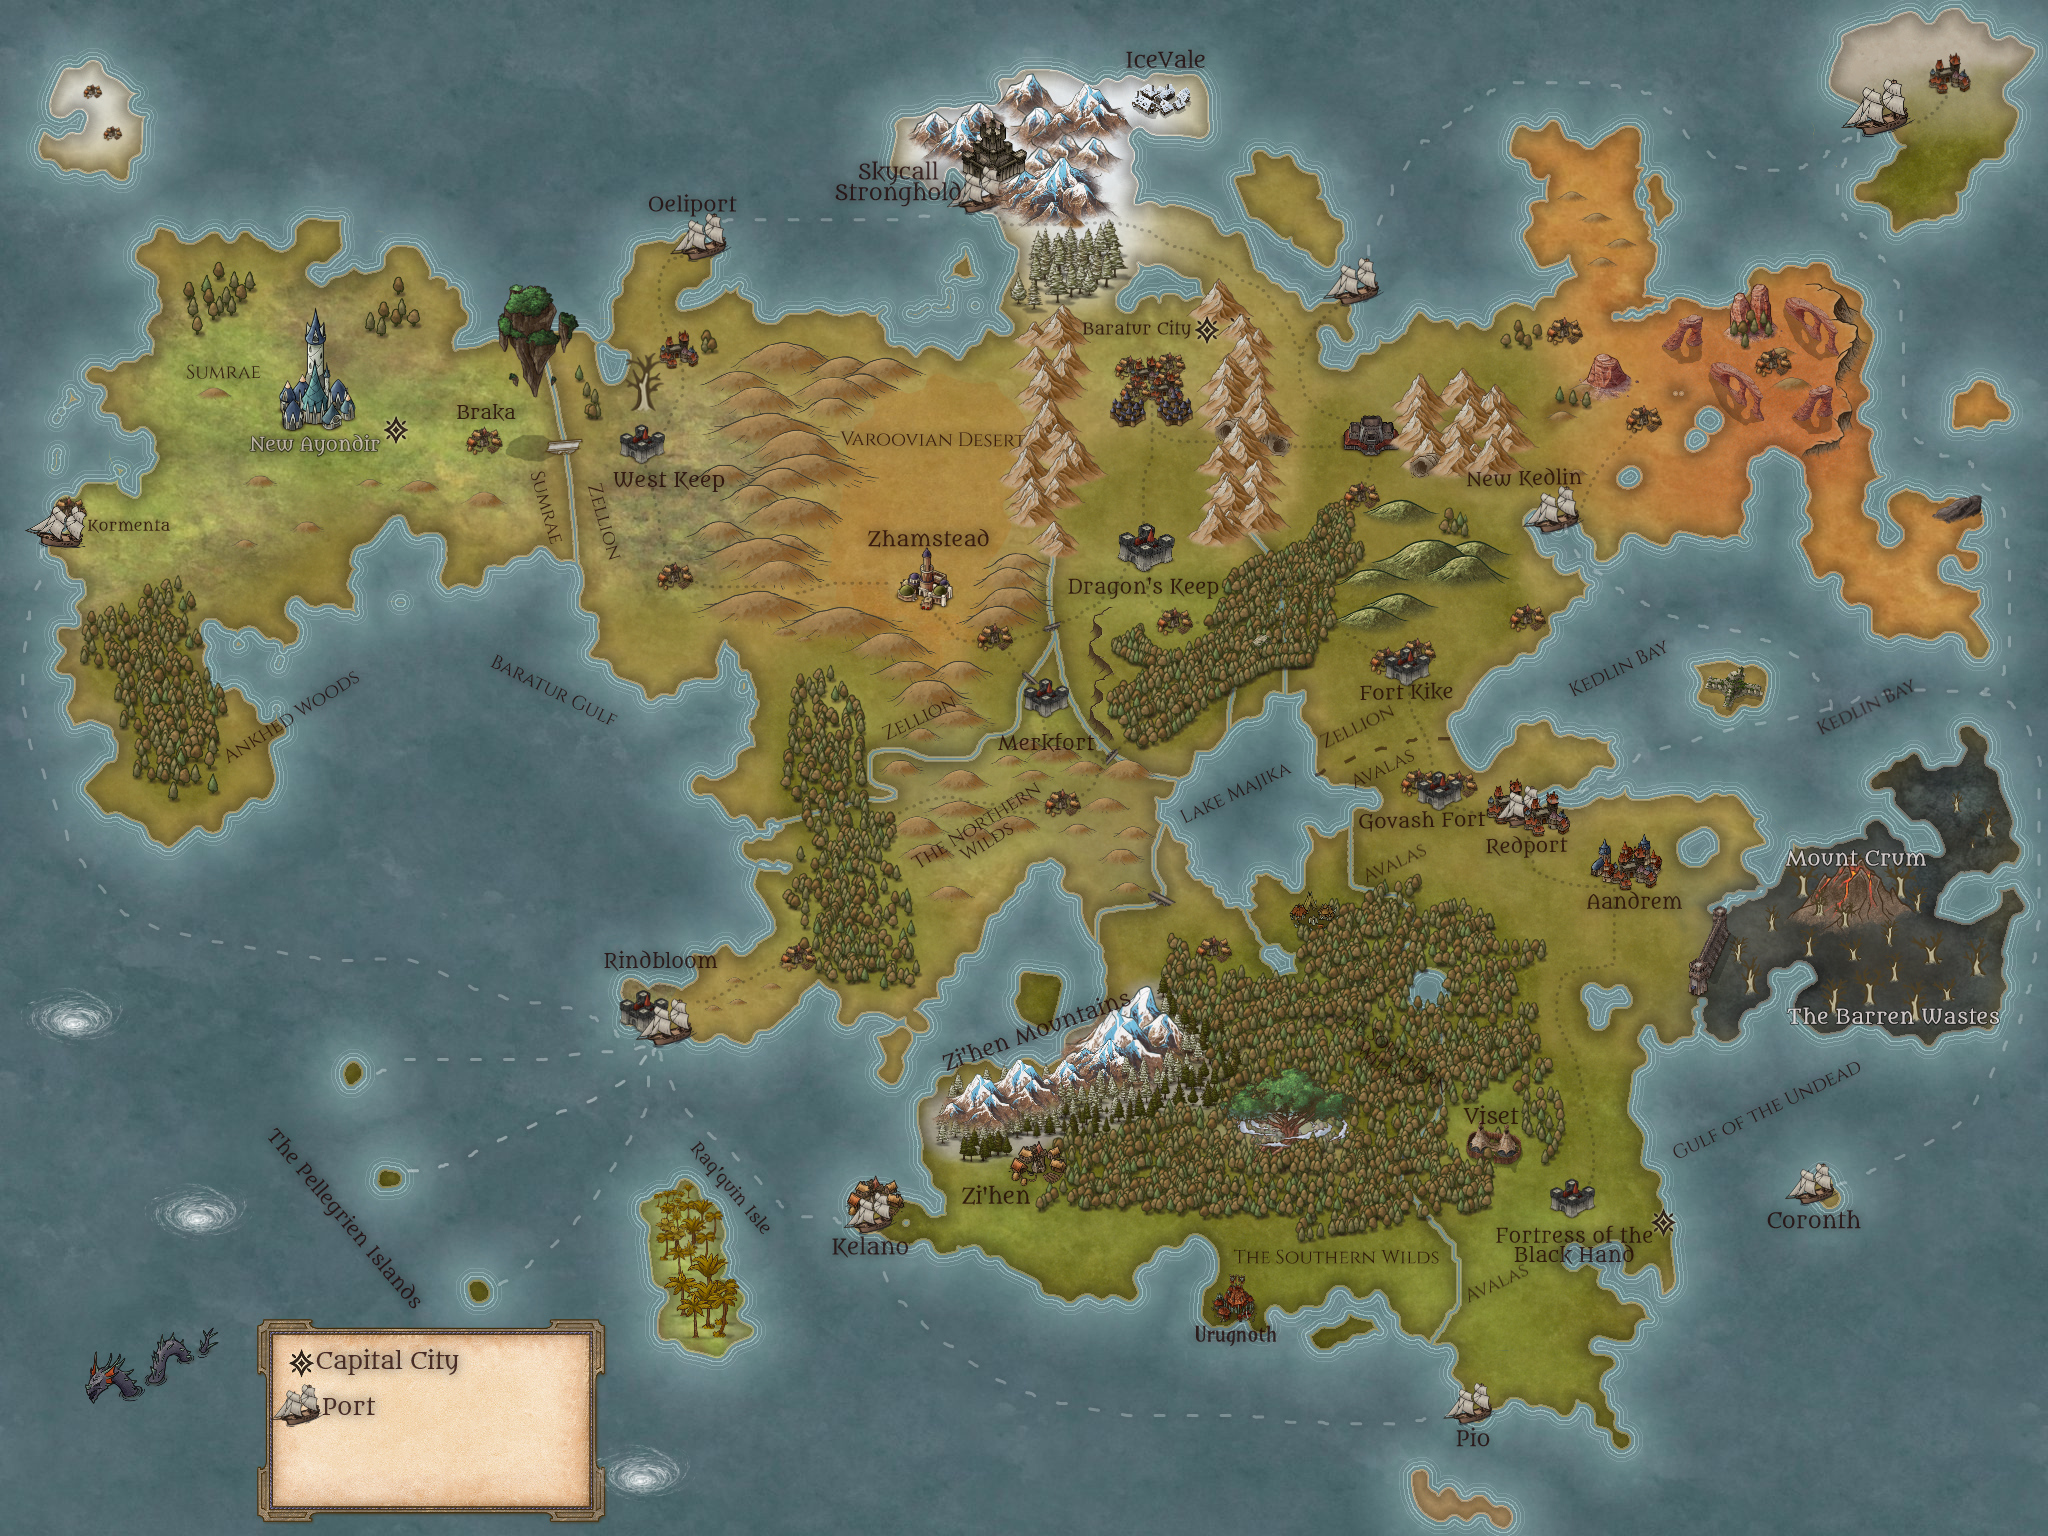 IceVale
Skycall
Stronghold
Oeliport
Baratur City
SUMRAE
Braka
New Ayondir
VAROOVIAN DESERT
West Keep
New Kedlin
SUMRAE
ZELLION
Kormenta
Zhamstead
Dragon's Keep
ANKHED WOODS
BARATUR GULF
KEDLIN BAY
KEDLIN BAY
Fort Kike
ZELLION
ZELLION
Merkfort
AVALAS
LAKE MAJIKA
THE NORTHERN
WILDS
Govash Fort
Redport
AVALAS
Mount Crum
Aandrem
Rindbloom
Zi'hen Mountains
The Barren Wastes
GULF OF THE UNDEAD
Viset
The Pellegrien Islands
Raq'quin Isle
Zi'hen
Kelano
Coronth
Fortress of the
Black Hand
THE SOUTHERN WILDS
AVALAS
Urugnoth
Capital City
Port
Pio